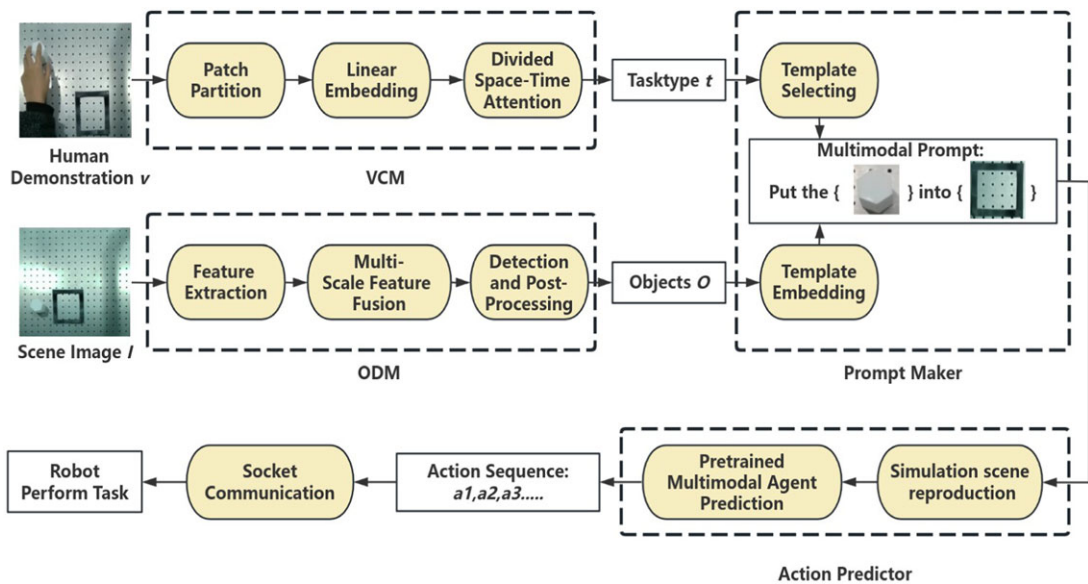 Human
Demonstration v
Patch
Partition
Linear
Embedding
Divided
Space-Time
Attention
VCM
Tasktype t
Template
Selecting
Multimodal Prompt:
Put the { } into { }
Scene Image I
Feature
Extraction
Multi-
Scale Feature
Fusion
Detection
and Post-
Processing
ODM
Objects O
Template
Embedding
Prompt Maker
Robot
Perform Task
Socket
Communication
Action Sequence:
a1,a2,a3.....
Pretrained
Multimodal Agent
Prediction
Simulation scene
reproduction
Action Predictor